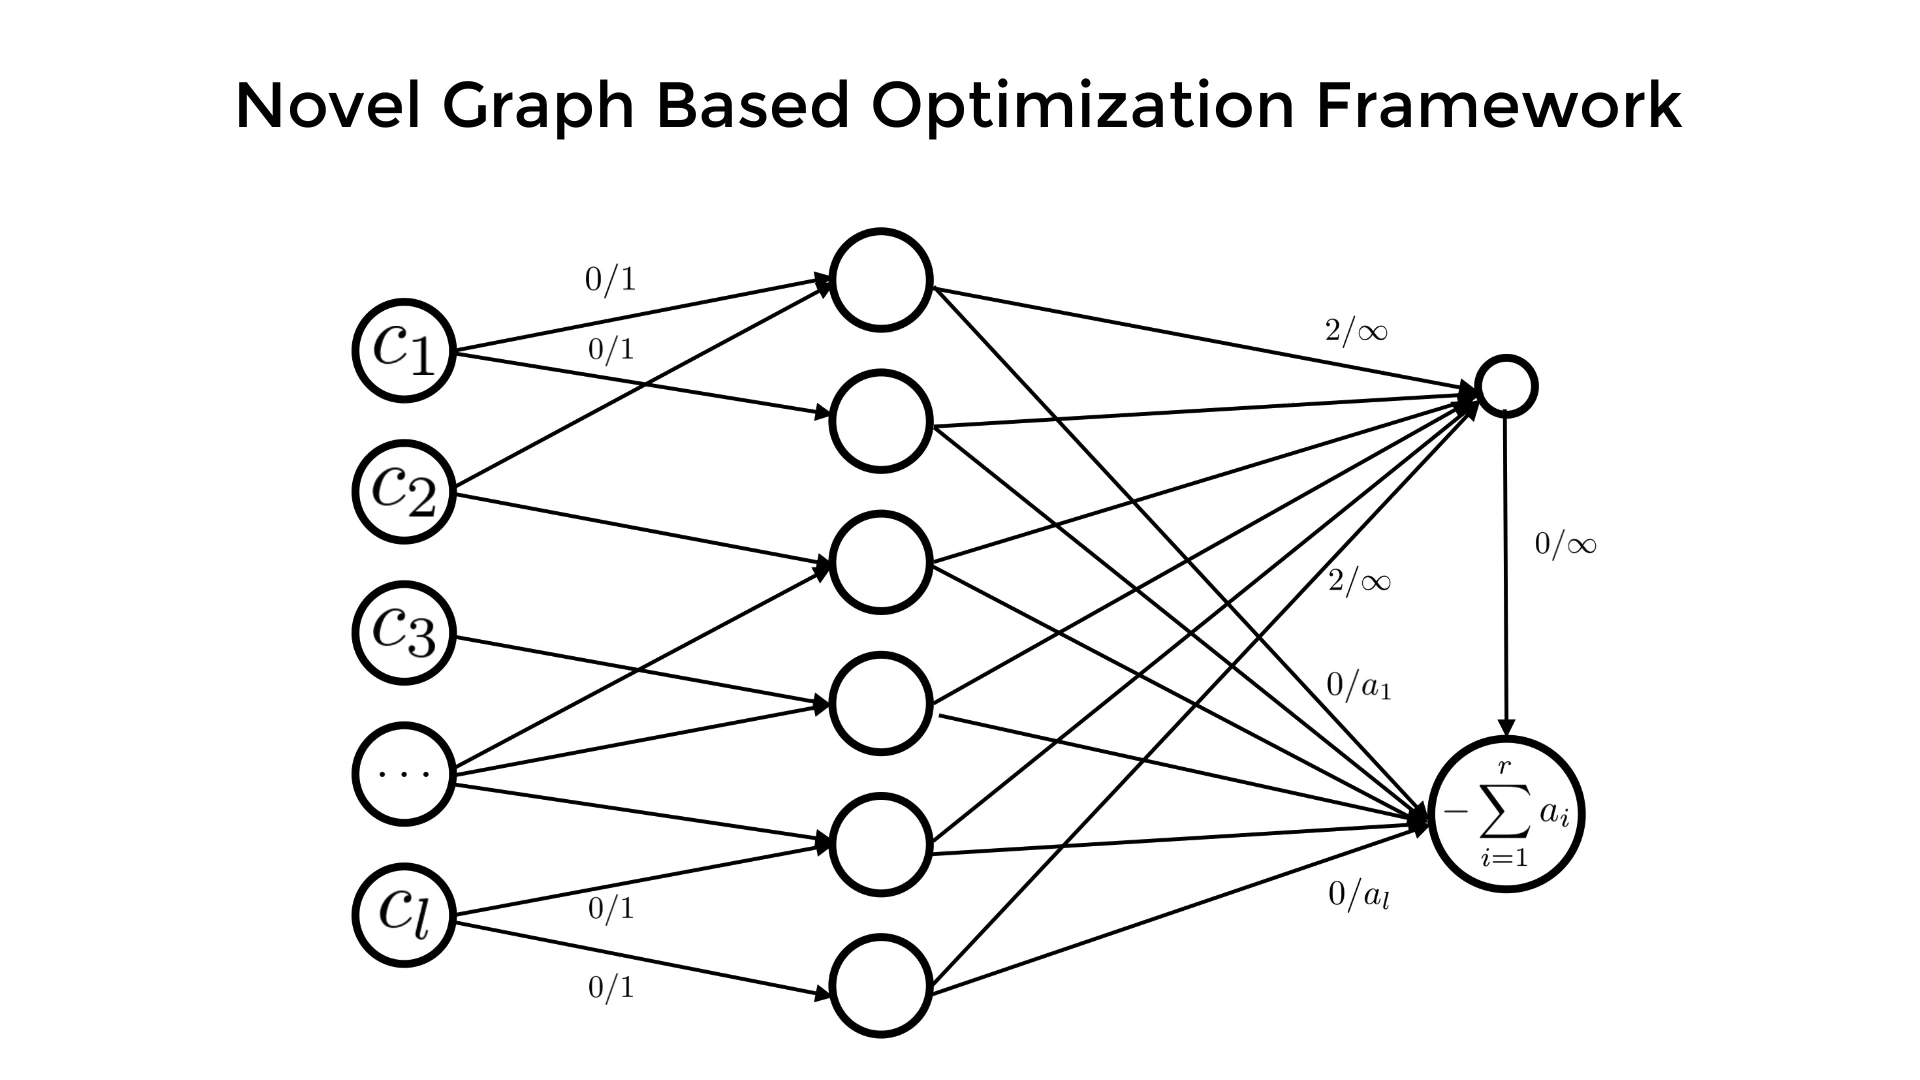 Novel Graph Based Optimization Framework
0/1
0/1
c₁
2/∞
c₂
0/∞
2/∞
c₃
0/a₁
...
r
− ∑ aᵢ
i=1
0/aₗ
cₗ
0/1
0/1